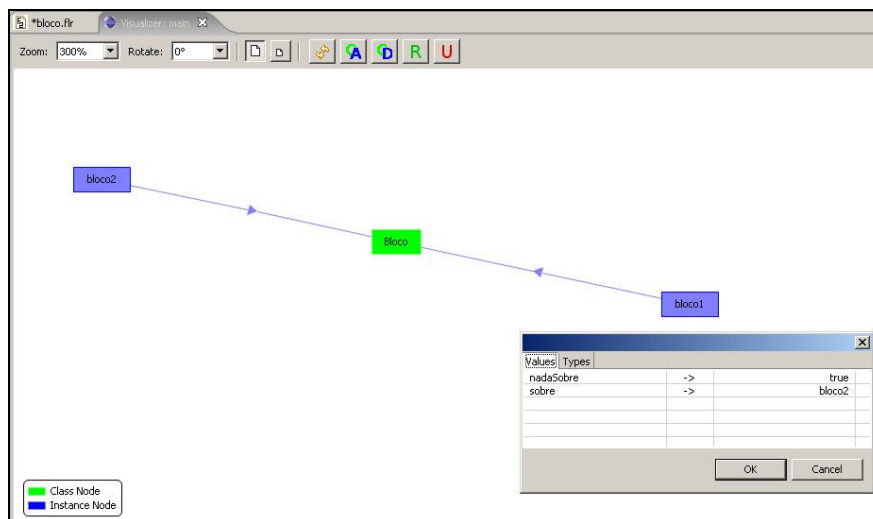 *bloco.flr Visualizer: main
Zoom: 300% Rotate: 0° A D R U
bloco2
Bloco
bloco1
Values Types
nadaSobre -> true
sobre -> bloco2
OK Cancel
Class Node
Instance Node